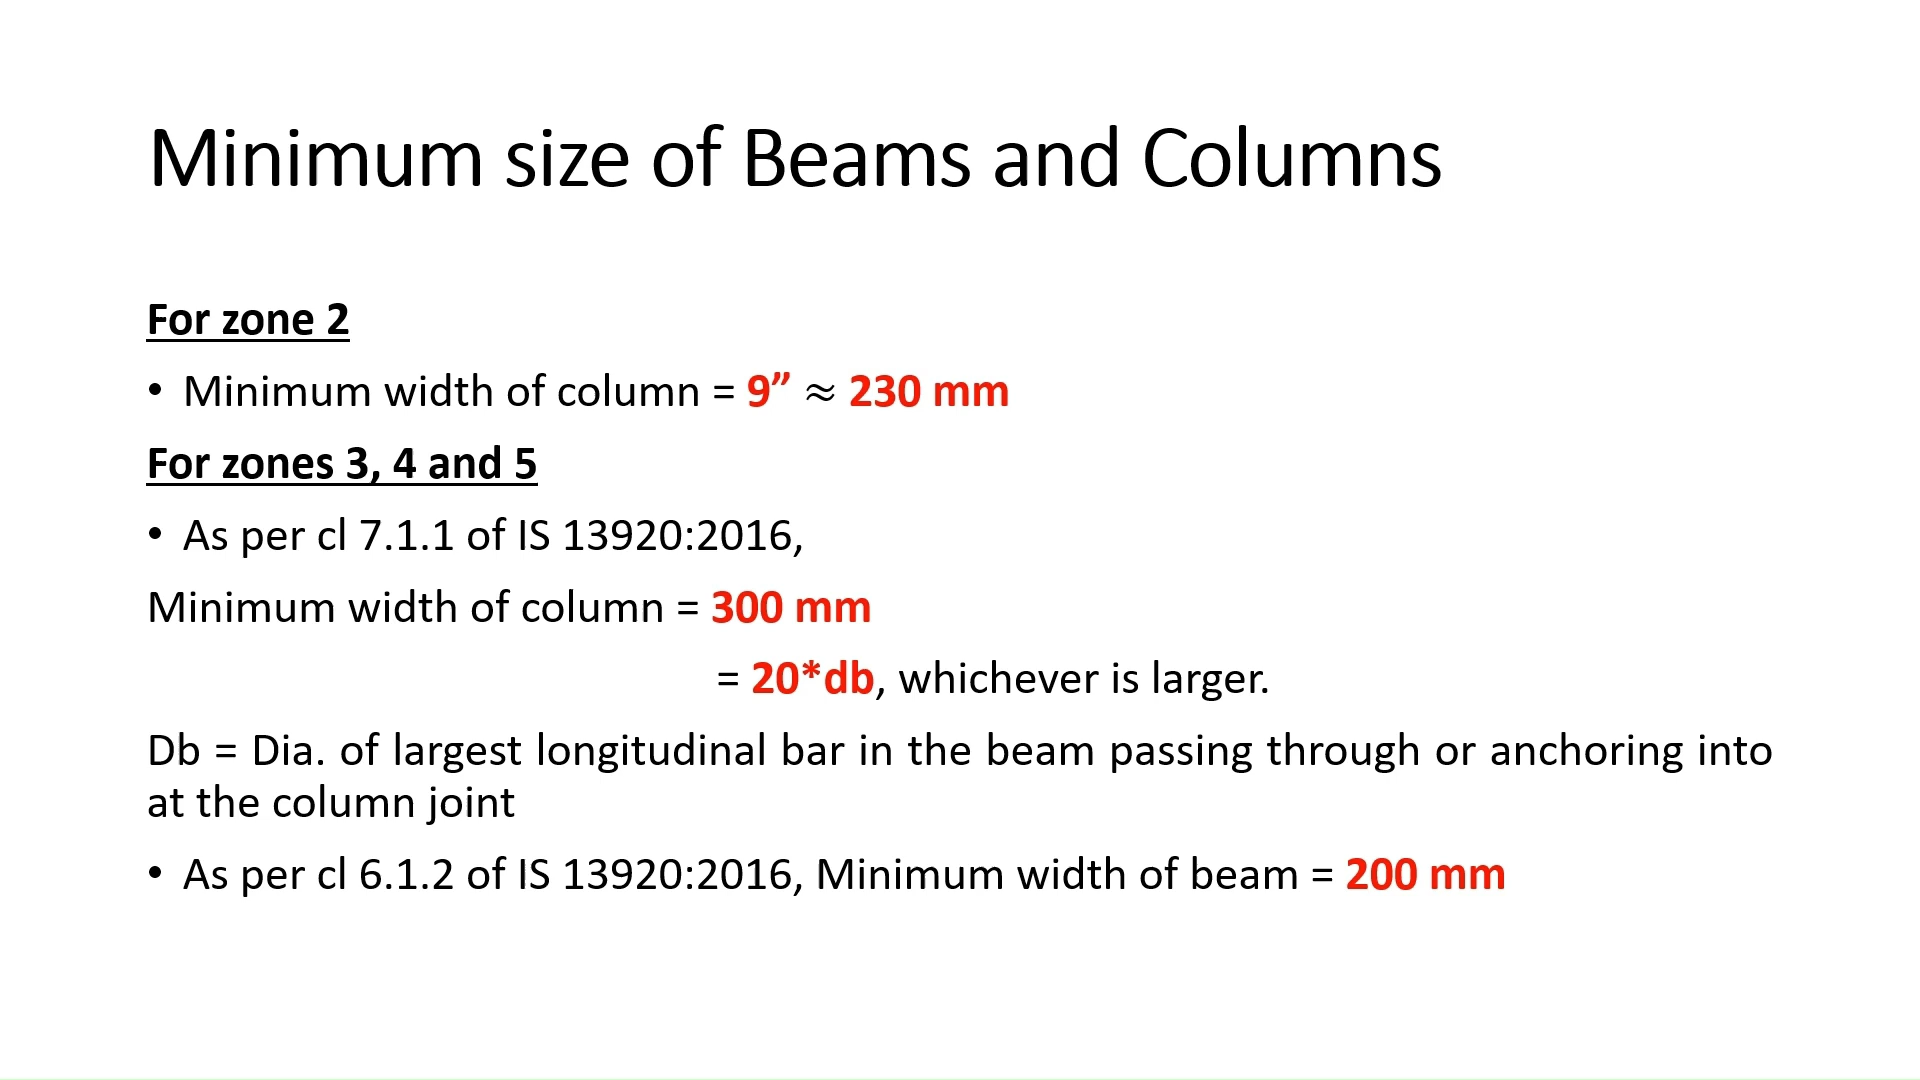 Minimum size of Beams and Columns
For zone 2
• Minimum width of column = 9” ≈ 230 mm
For zones 3, 4 and 5
• As per cl 7.1.1 of IS 13920:2016,
Minimum width of column = 300 mm
= 20*db, whichever is larger.
Db = Dia. of largest longitudinal bar in the beam passing through or anchoring into
at the column joint
• As per cl 6.1.2 of IS 13920:2016, Minimum width of beam = 200 mm